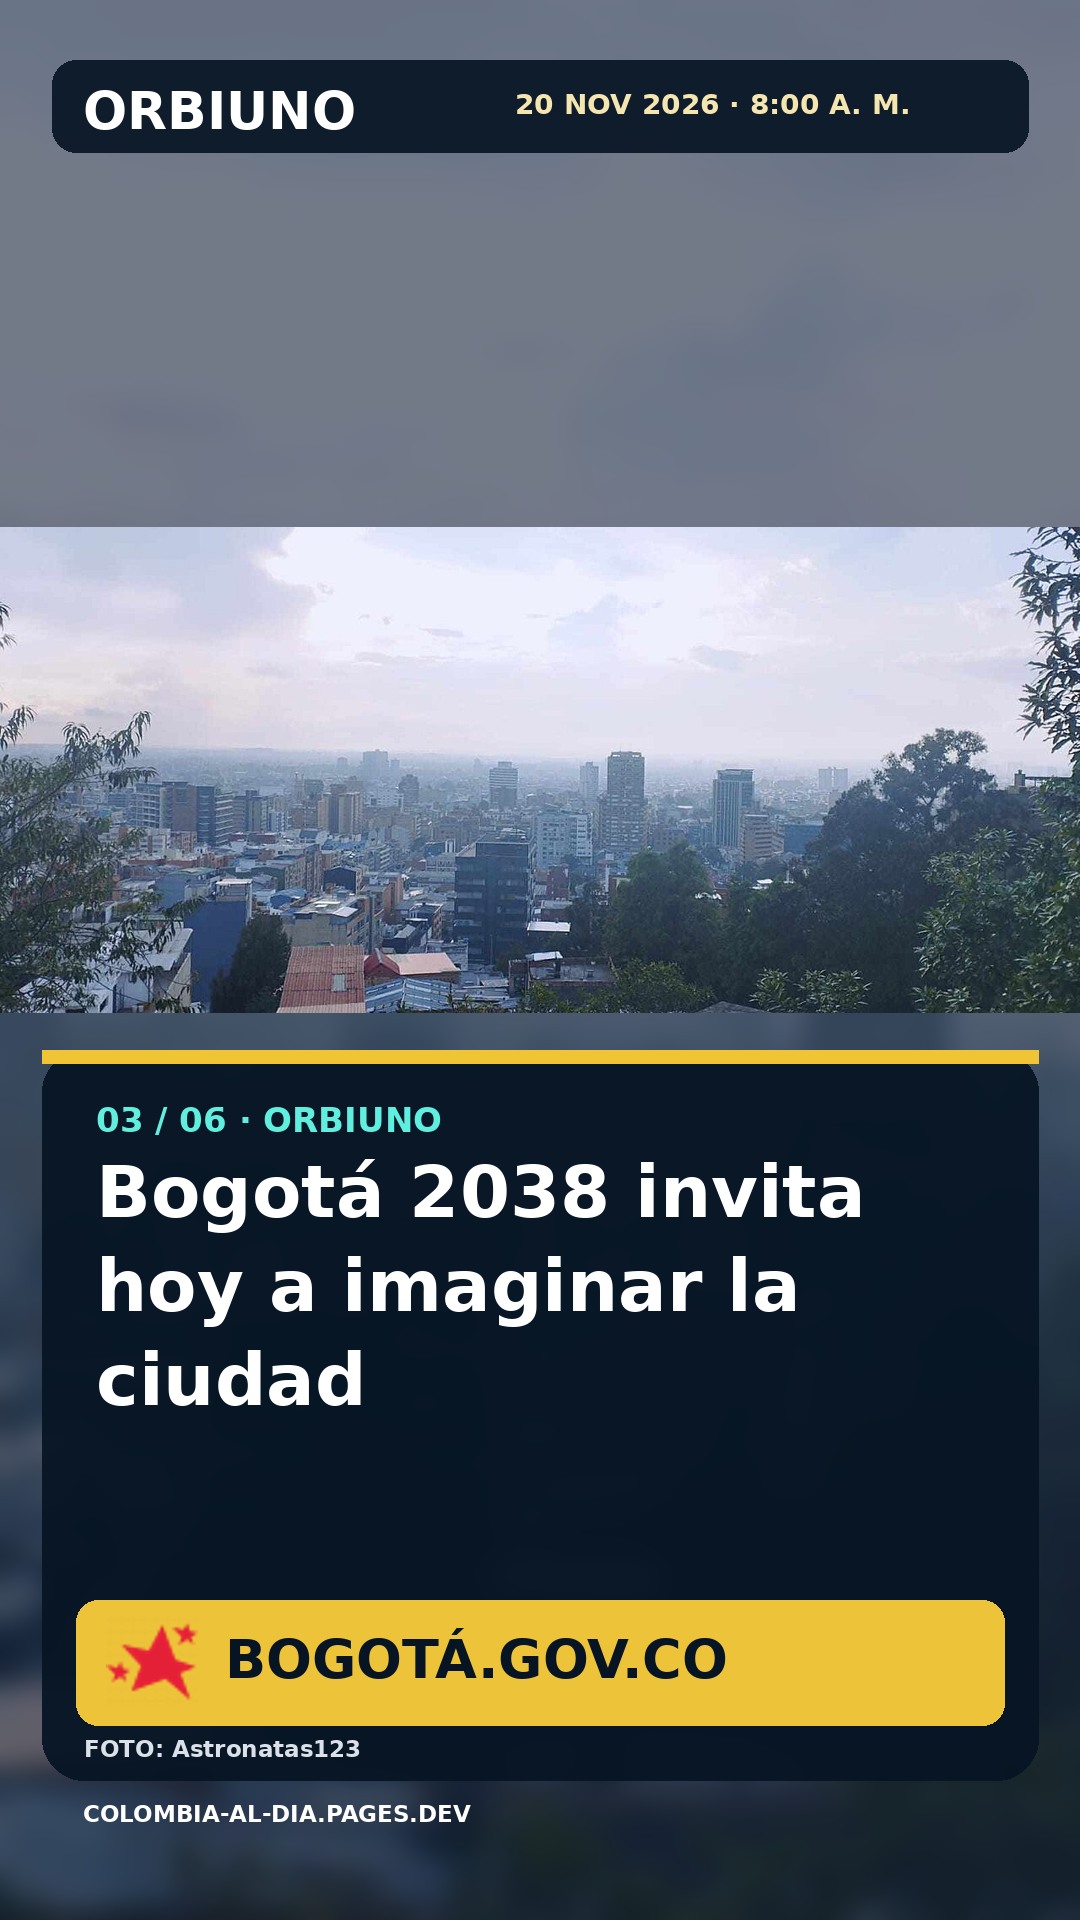 ORBIUNO
20 NOV 2026 · 8:00 A. M.
03 / 06 · ORBIUNO
Bogotá 2038 invita
hoy a imaginar la
ciudad
BOGOTÁ.GOV.CO
FOTO: Astronatas123
COLOMBIA-AL-DIA.PAGES.DEV